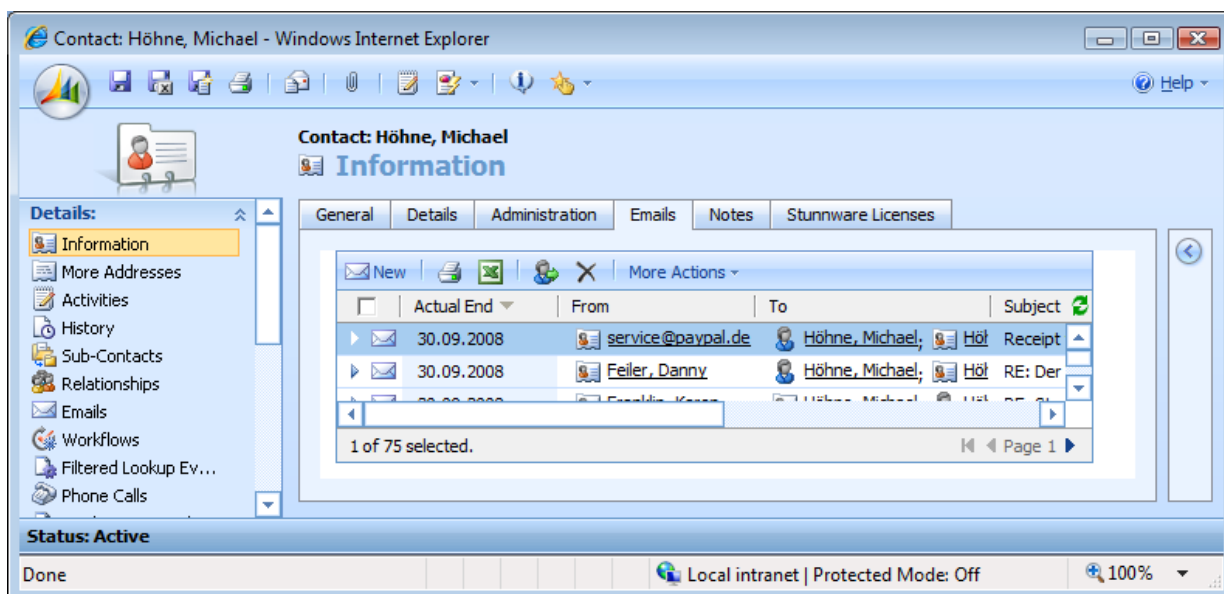 Contact: Höhne, Michael - Windows Internet Explorer
Help
Contact: Höhne, Michael
Information
Details:
Information
More Addresses
Activities
History
Sub-Contacts
Relationships
Emails
Workflows
Filtered Lookup Ev...
Phone Calls
General Details Administration Emails Notes Stunnware Licenses
New More Actions
Actual End From To Subject
30.09.2008 service@paypal.de Höhne, Michael; Höh Receipt
30.09.2008 Feiler, Danny Höhne, Michael; Höh RE: Der
1 of 75 selected. Page 1
Status: Active
Done Local intranet | Protected Mode: Off 100%